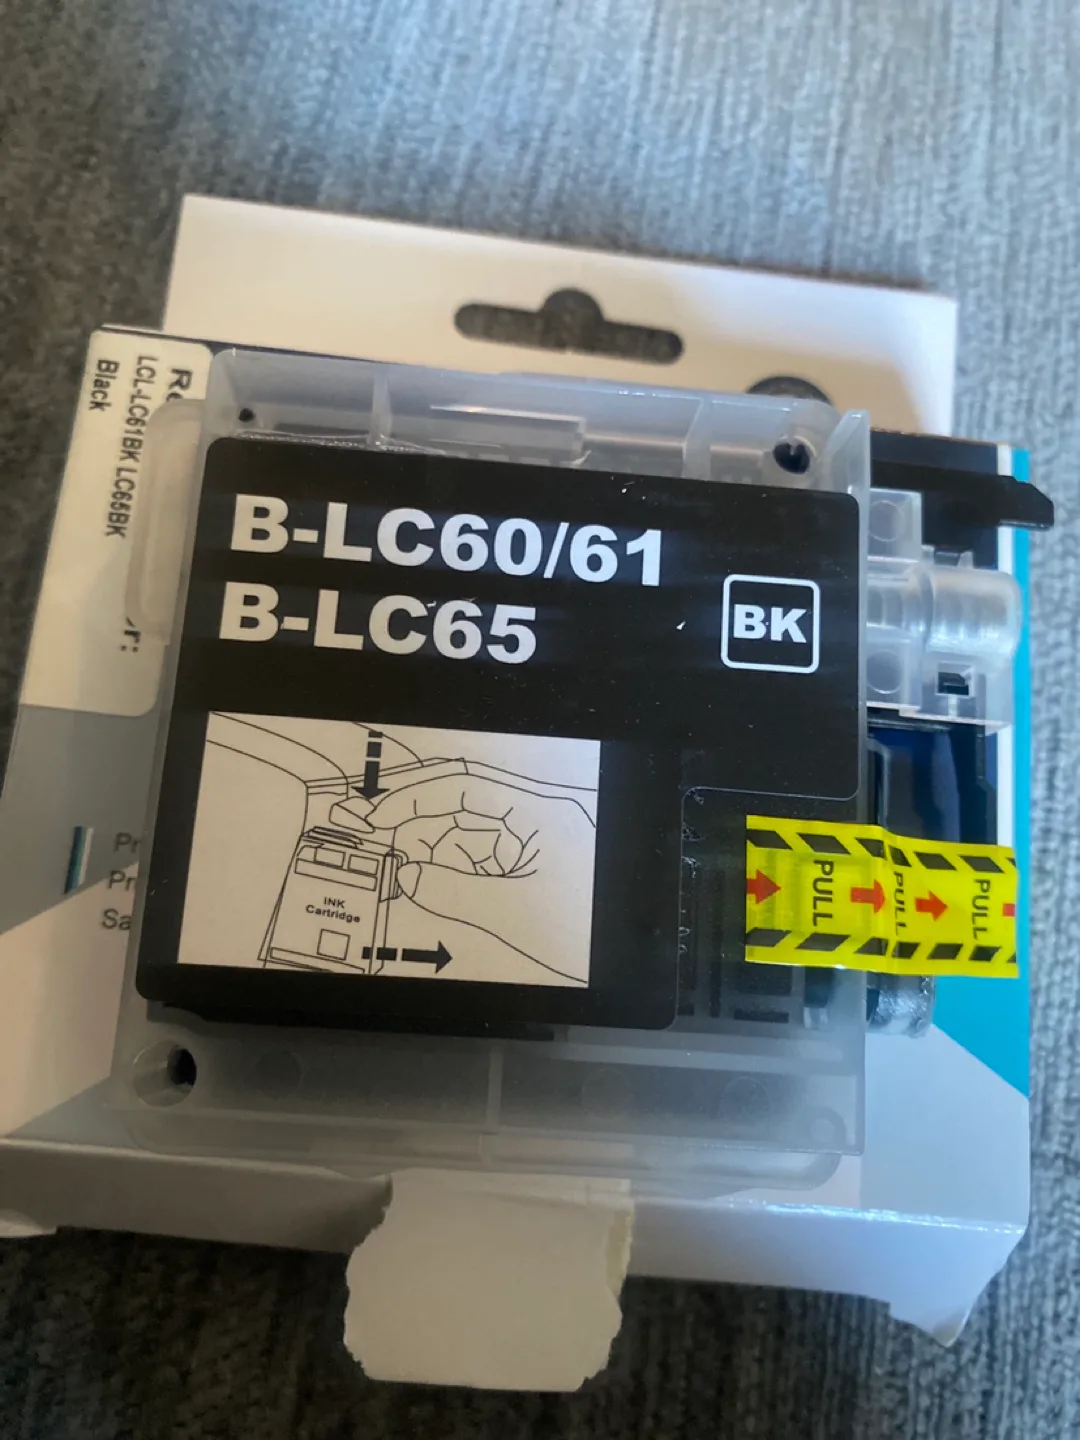 LCL-LC61BK LC65BK
Black
B-LC60/61
B-LC65
BK
INK
Cartridge
PULL
PULL
PULL